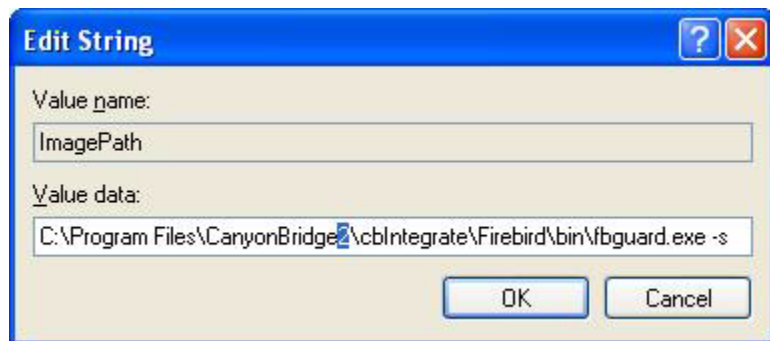 Edit String
Value name:
ImagePath
Value data:
C:\Program Files\CanyonBridge2\cbIntegrate\Firebird\bin\fbguard.exe -s
OK Cancel